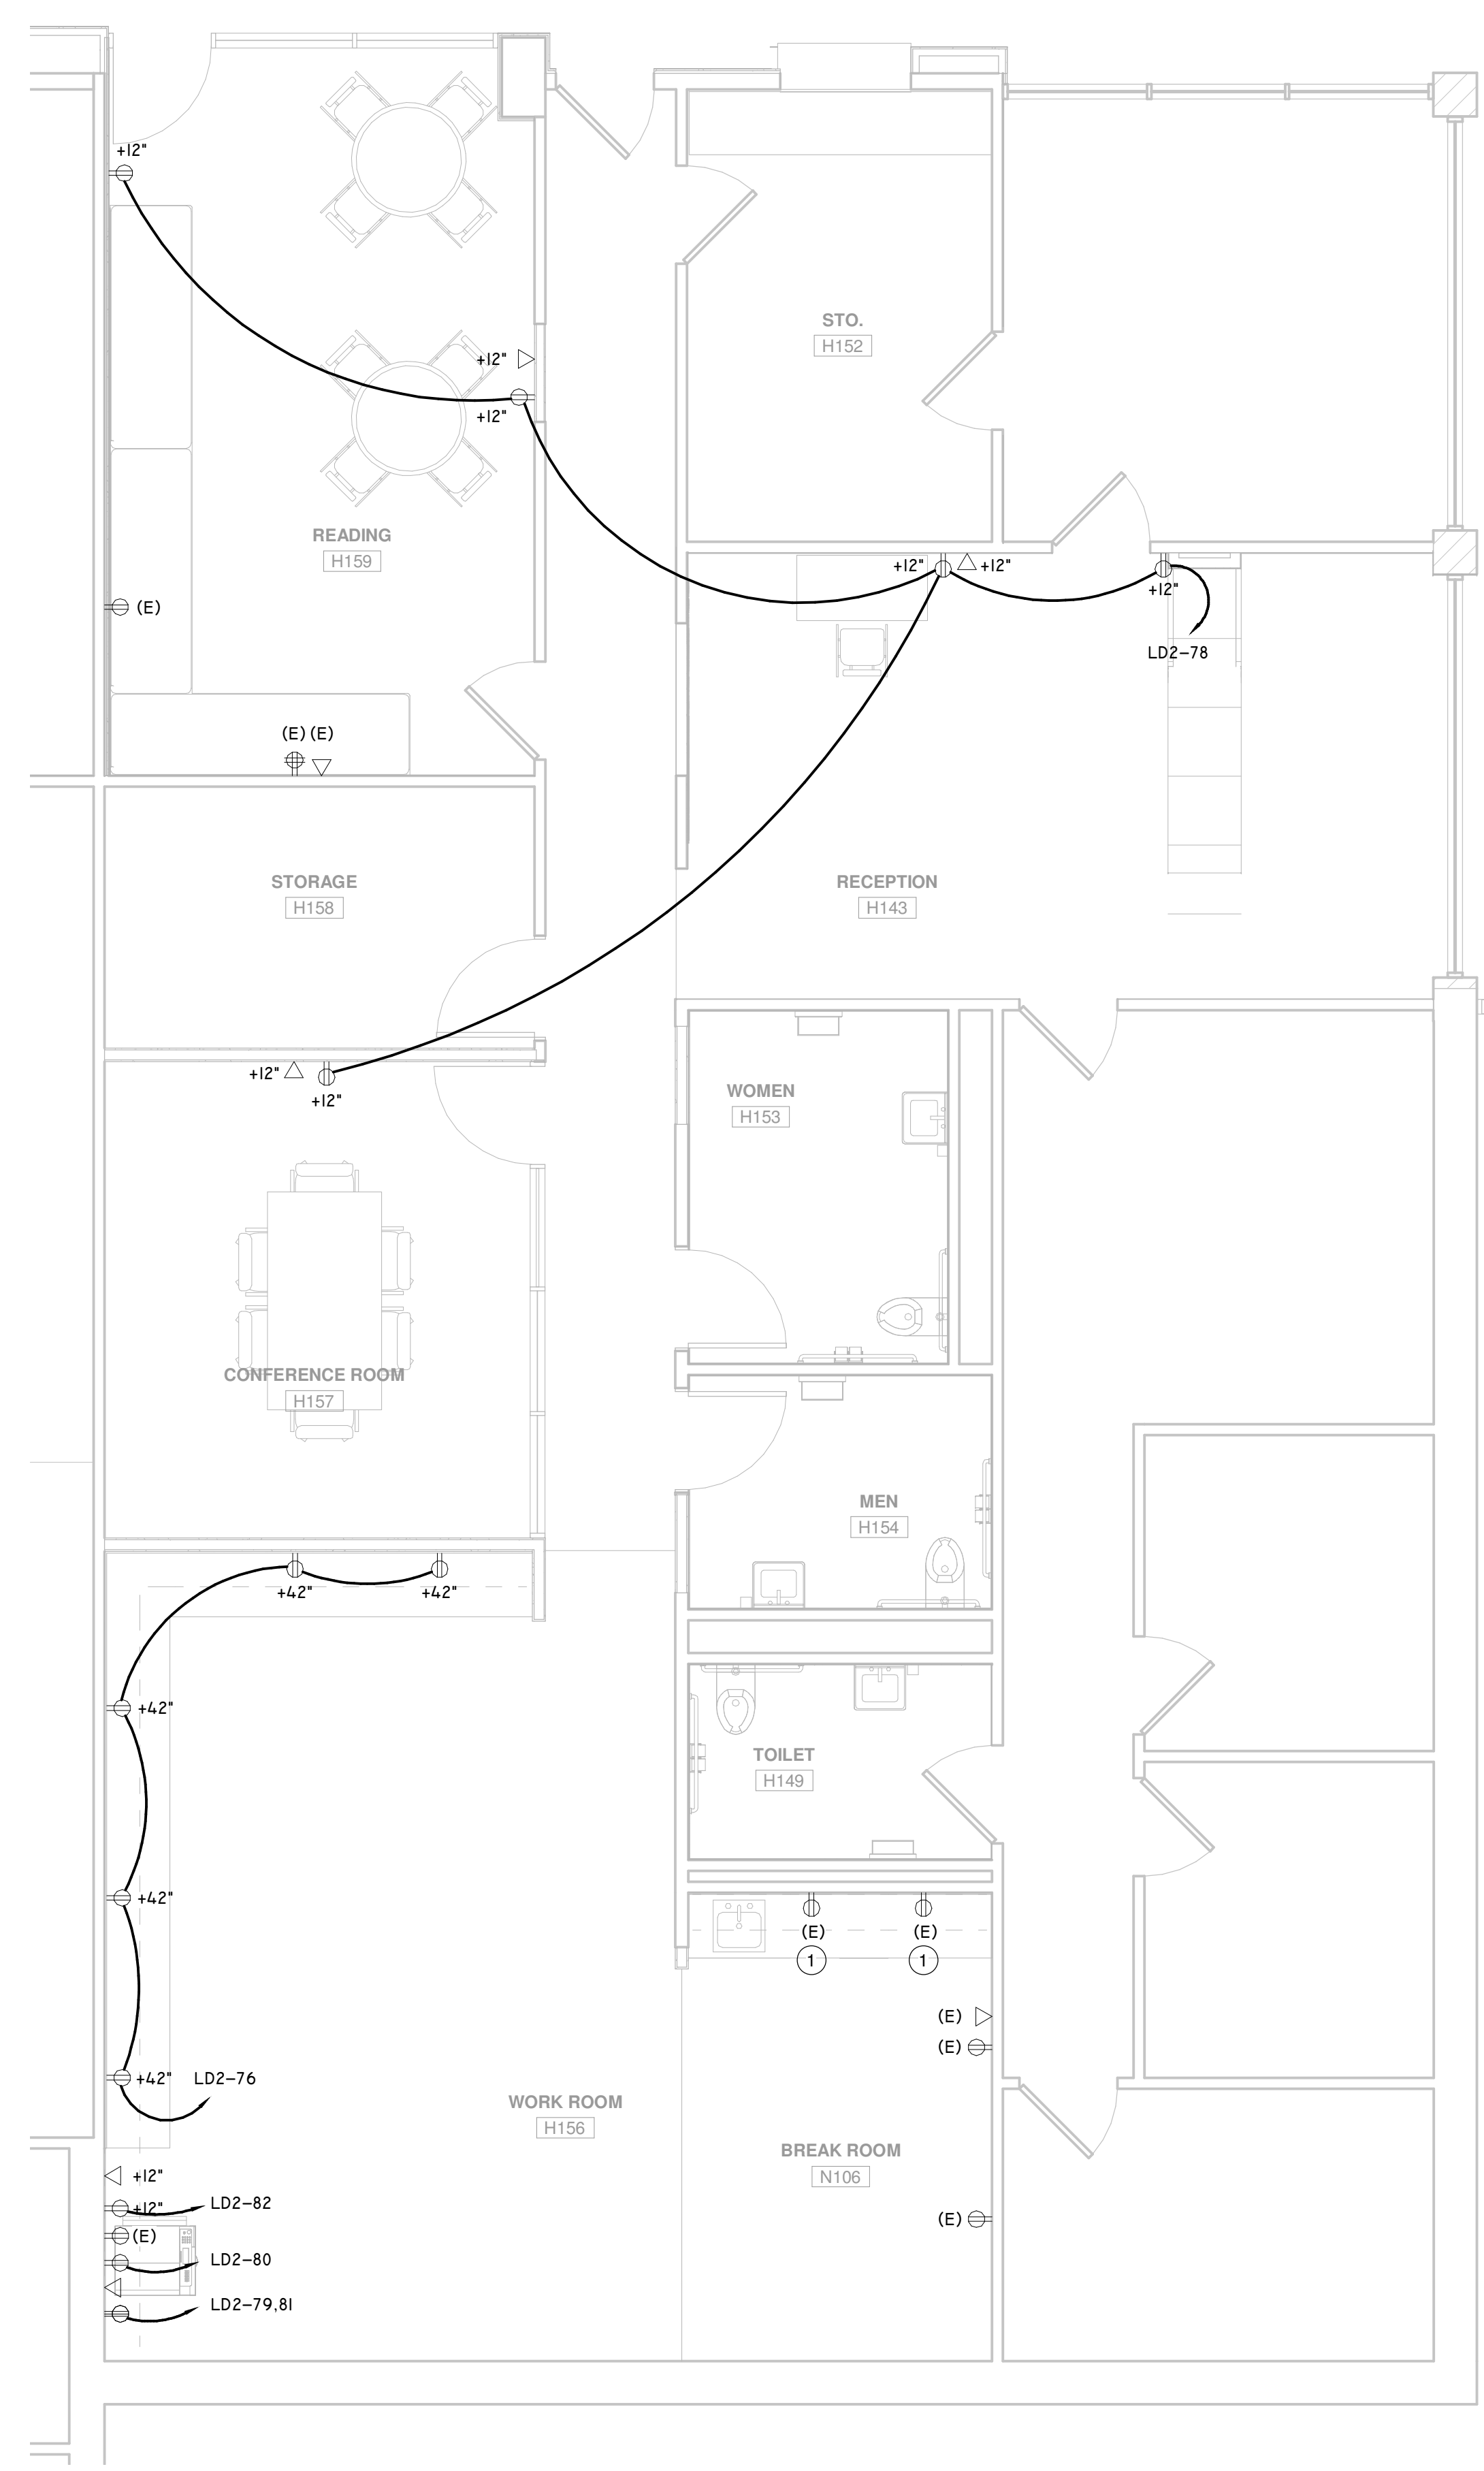 +12"
STO.
H152
+12"
+12"
READING
H159
+12" +12"
+12"
(E)
LD2-78
(E) (E)
STORAGE
H158
RECEPTION
H143
+12"
+12"
WOMEN
H153
CONFERENCE ROOM
H157
MEN
H154
+42" +42"
+42"
TOILET
H149
+42"
(E) (E)
1 1
(E)
(E)
+42" LD2-76
WORK ROOM
H156
BREAK ROOM
N106
+12"
+12" LD2-82
(E)
(E)
LD2-80
LD2-79,81